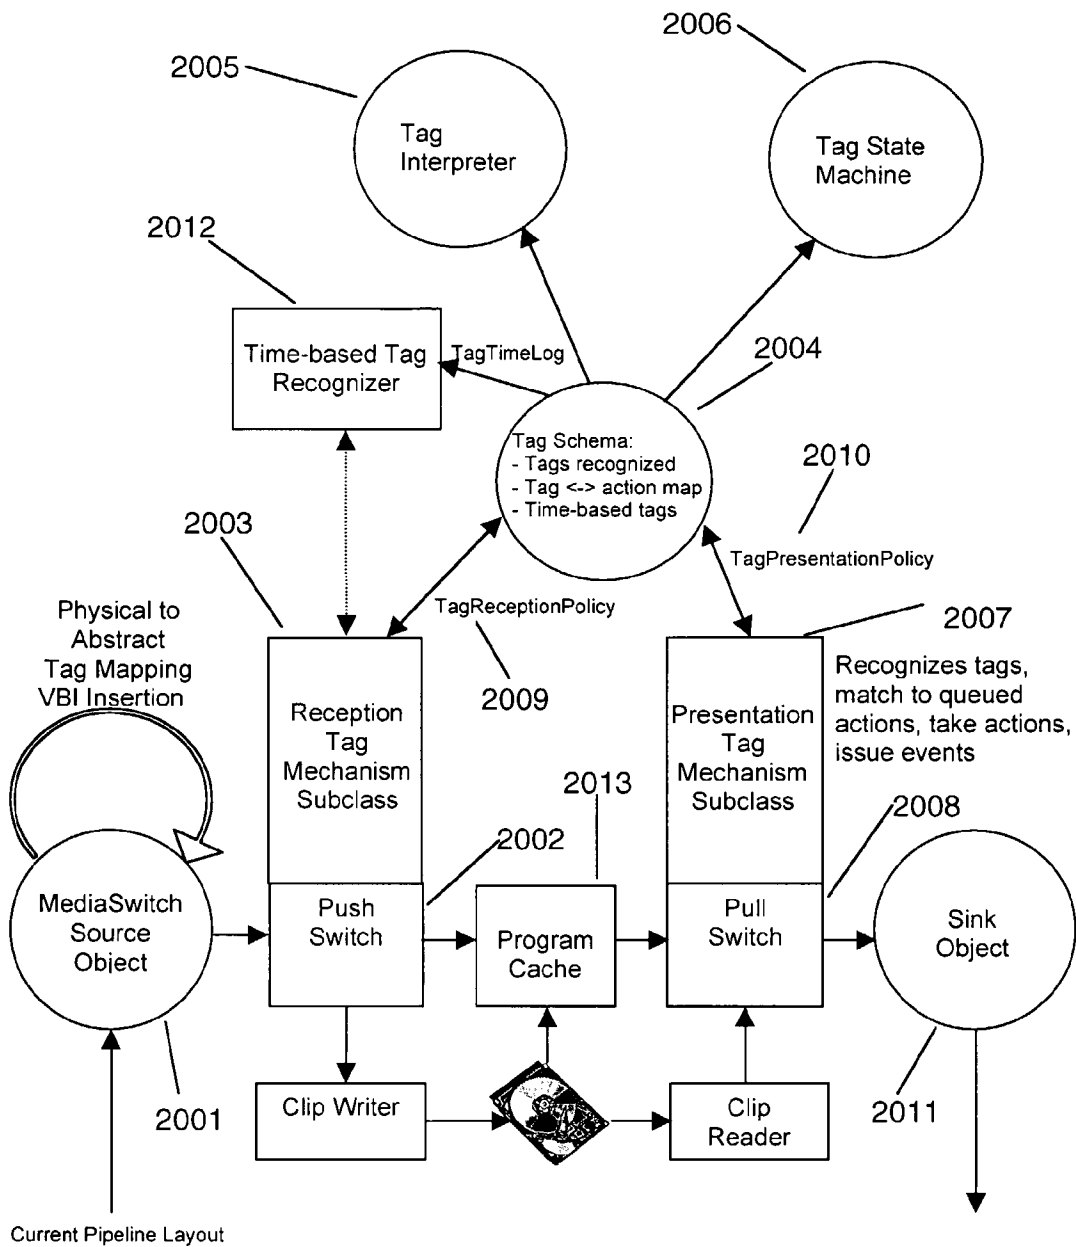 2006
2005
Tag
Interpreter
Tag State
Machine
2012
Time-based Tag
Recognizer
TagTimeLog
2004
Tag Schema:
- Tags recognized
- Tag <-> action map
- Time-based tags
2010
TagPresentationPolicy
2003
TagReceptionPolicy
2009
Physical to
Abstract
Tag Mapping
VBI Insertion
2007
Recognizes tags,
match to queued
actions, take actions,
issue events
Reception
Tag
Mechanism
Subclass
Presentation
Tag
Mechanism
Subclass
2013
2002
2008
MediaSwitch
Source
Object
Push
Switch
Program
Cache
Pull
Switch
Sink
Object
2001
Clip Writer
Clip
Reader
2011
Current Pipeline Layout